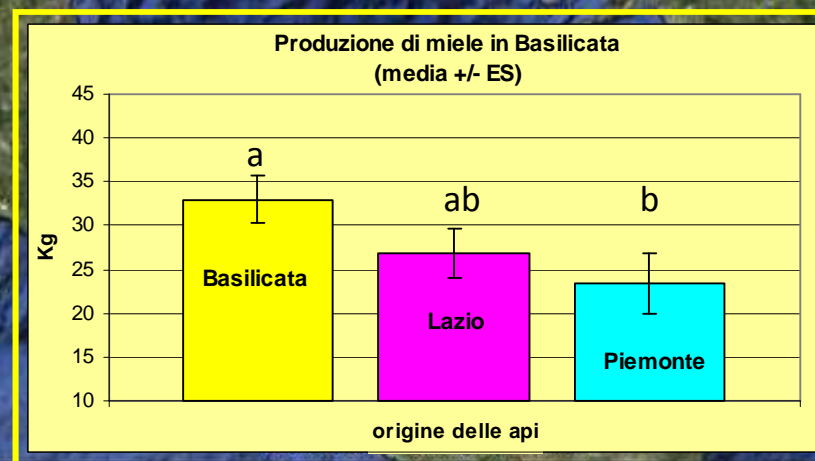 Produzione di miele in Basilicata
(media +/- ES)
45
40
35
30
25
20
15
10
Kg
a
ab
b
Basilicata
Lazio
Piemonte
origine delle api